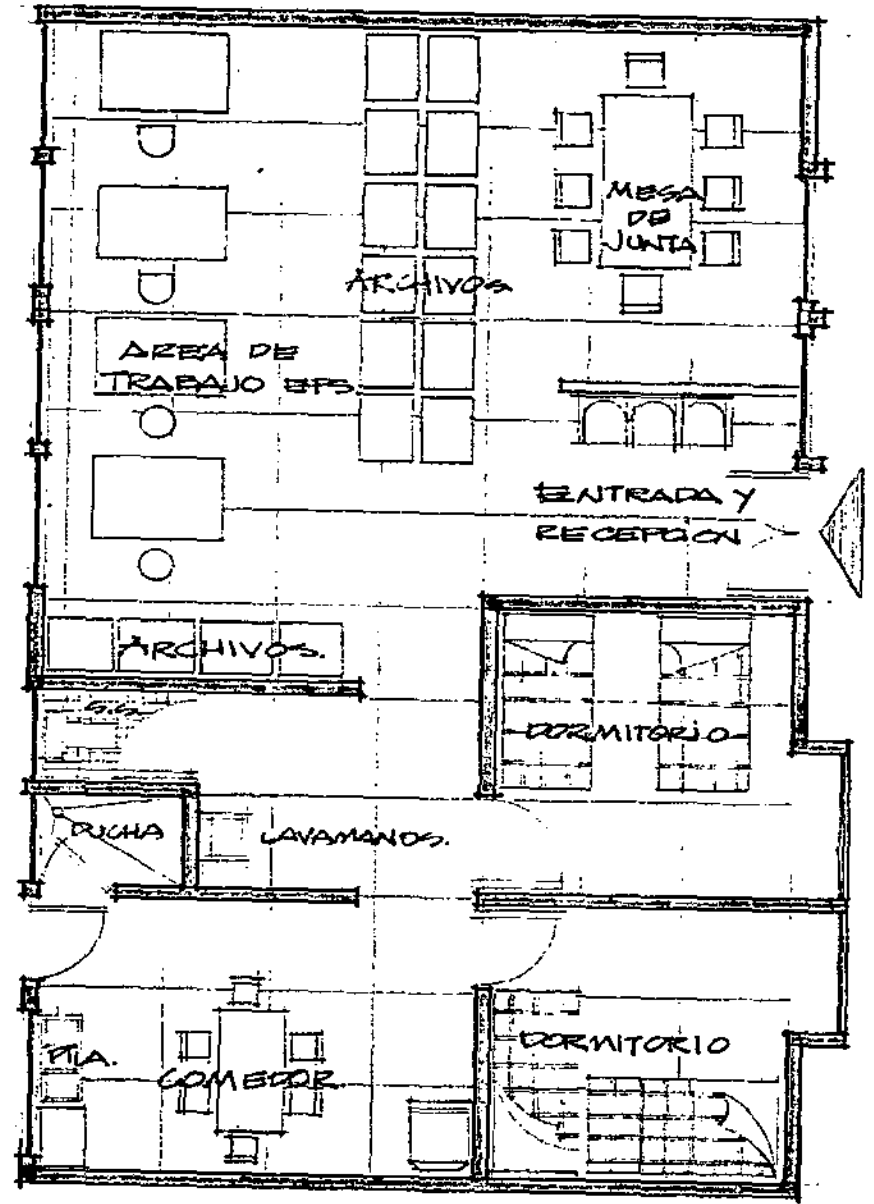 MESA
DE
JUNTA
ARCHIVOS
AREA DE
TRABAJO EPS.
ENTRADA Y
RECEPCION
ARCHIVOS.
S.S.
DORMITORIO
DUCHA
LAVAMANOS.
DORMITORIO
PILA.
COMEDOR.